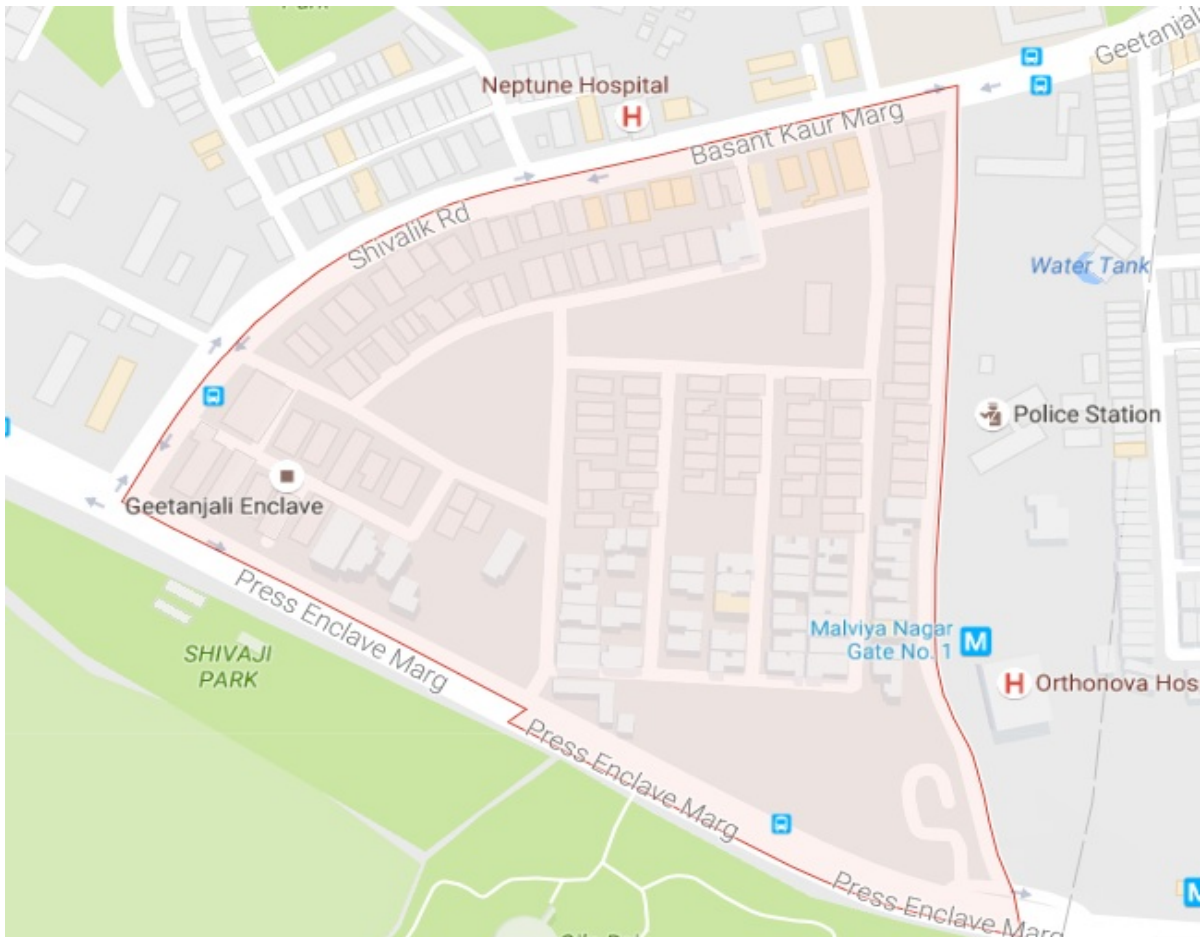 Park
Geetanjali
Neptune Hospital
H
Basant Kaur Marg
Shivalik Rd
Water Tank
Police Station
Geetanjali Enclave
Press Enclave Marg
Malviya Nagar
Gate No. 1
M
SHIVAJI
PARK
H
Orthonova Hos
Press Enclave Marg
Press Enclave Marg
M